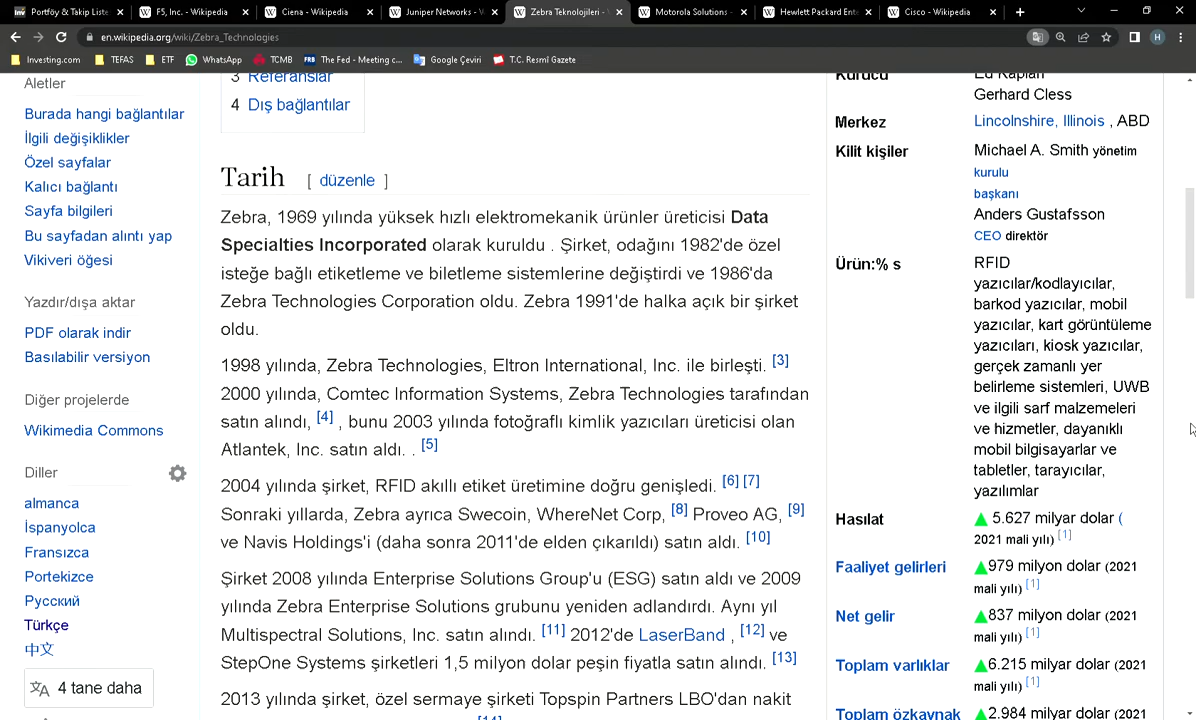 Portföy & Takip Liste
F5, Inc. - Wikipedia
Ciena - Wikipedia
Juniper Networks - W
Zebra Teknolojileri -
Motorola Solutions -
Hewlett Packard Ent
Cisco - Wikipedia
en.wikipedia.org/wiki/Zebra_Technologies
Investing.com
TEFAS
ETF
WhatsApp
TCMB
The Fed - Meeting c...
Google Çeviri
T.C. Resmî Gazete
Aletler
Burada hangi bağlantılar
İlgili değişiklikler
Özel sayfalar
Kalıcı bağlantı
Sayfa bilgileri
Bu sayfadan alıntı yap
Vikiveri öğesi
Yazdır/dışa aktar
PDF olarak indir
Basılabilir versiyon
Diğer projelerde
Wikimedia Commons
Diller
almanca
İspanyolca
Fransızca
Portekizce
Русский
Türkçe
中文
4 tane daha
3 Referanslar
4 Dış bağlantılar
Tarih [ düzenle ]
Zebra, 1969 yılında yüksek hızlı elektromekanik ürünler üreticisi Data
Specialties Incorporated olarak kuruldu . Şirket, odağını 1982'de özel
isteğe bağlı etiketleme ve biletleme sistemlerine değiştirdi ve 1986'da
Zebra Technologies Corporation oldu. Zebra 1991'de halka açık bir şirket
oldu.
1998 yılında, Zebra Technologies, Eltron International, Inc. ile birleşti. [3]
2000 yılında, Comtec Information Systems, Zebra Technologies tarafından
satın alındı, [4] , bunu 2003 yılında fotoğraflı kimlik yazıcıları üreticisi olan
Atlantek, Inc. satın aldı. . [5]
2004 yılında şirket, RFID akıllı etiket üretimine doğru genişledi. [6] [7]
Sonraki yıllarda, Zebra ayrıca Swecoin, WhereNet Corp, [8] Proveo AG, [9]
ve Navis Holdings'i (daha sonra 2011'de elden çıkarıldı) satın aldı. [10]
Şirket 2008 yılında Enterprise Solutions Group'u (ESG) satın aldı ve 2009
yılında Zebra Enterprise Solutions grubunu yeniden adlandırdı. Aynı yıl
Multispectral Solutions, Inc. satın alındı. [11] 2012'de LaserBand , [12] ve
StepOne Systems şirketleri 1,5 milyon dolar peşin fiyatla satın alındı. [13]
2013 yılında şirket, özel sermaye şirketi Topspin Partners LBO'dan nakit
[14]
Kurucu Ed Kaplan
Gerhard Cless
Merkez Lincolnshire, Illinois , ABD
Kilit kişiler Michael A. Smith yönetim
kurulu
başkanı
Anders Gustafsson
CEO direktör
Ürün:% s RFID
yazıcılar/kodlayıcılar,
barkod yazıcılar, mobil
yazıcılar, kart görüntüleme
yazıcıları, kiosk yazıcılar,
gerçek zamanlı yer
belirleme sistemleri, UWB
ve ilgili sarf malzemeleri
ve hizmetler, dayanıklı
mobil bilgisayarlar ve
tabletler, tarayıcılar,
yazılımlar
Hasılat 5.627 milyar dolar (
2021 mali yılı) [1]
Faaliyet gelirleri 979 milyon dolar (2021
mali yılı) [1]
Net gelir 837 milyon dolar (2021
mali yılı) [1]
Toplam varlıklar 6.215 milyar dolar (2021
mali yılı) [1]
Toplam özkaynak 2.984 milyar dolar (2021